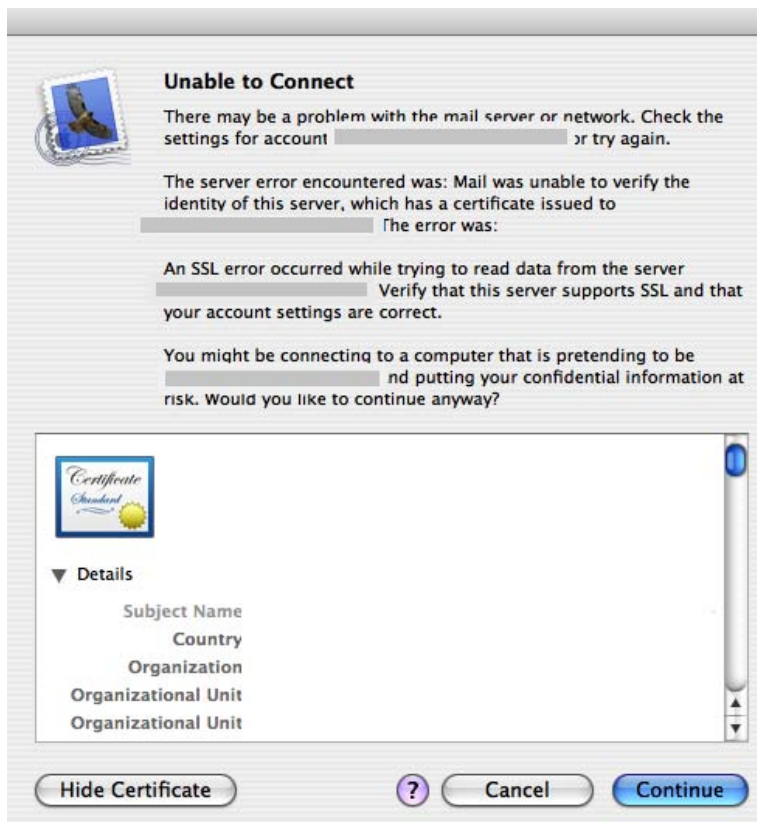 Unable to Connect
There may be a problem with the mail server or network. Check the
settings for account or try again.
The server error encountered was: Mail was unable to verify the
identity of this server, which has a certificate issued to
The error was:
An SSL error occurred while trying to read data from the server
Verify that this server supports SSL and that
your account settings are correct.
You might be connecting to a computer that is pretending to be
nd putting your confidential information at
risk. Would you like to continue anyway?
Certificate
Standard
Details
Subject Name
Country
Organization
Organizational Unit
Organizational Unit
Hide Certificate
?
Cancel
Continue